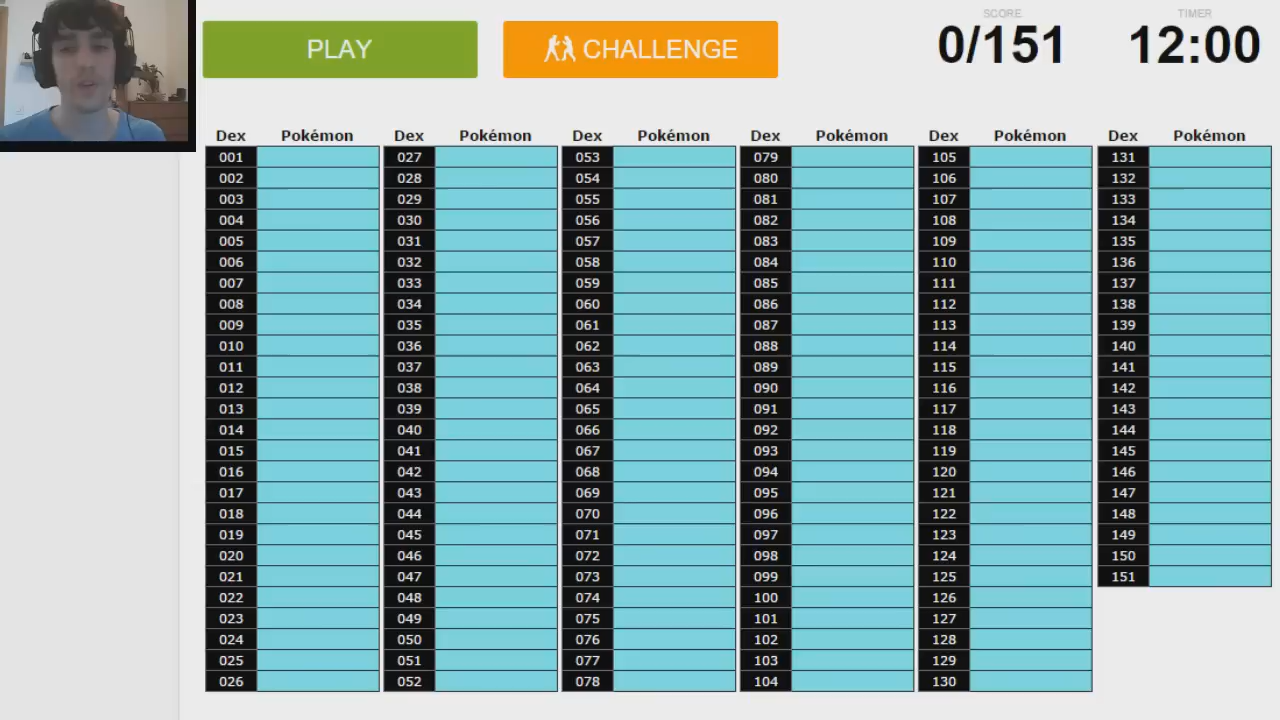 PLAY CHALLENGE SCORE 0/151 TIMER 12:00
Dex Pokémon Dex Pokémon Dex Pokémon Dex Pokémon Dex Pokémon Dex Pokémon
001 027 053 079 105 131
002 028 054 080 106 132
003 029 055 081 107 133
004 030 056 082 108 134
005 031 057 083 109 135
006 032 058 084 110 136
007 033 059 085 111 137
008 034 060 086 112 138
009 035 061 087 113 139
010 036 062 088 114 140
011 037 063 089 115 141
012 038 064 090 116 142
013 039 065 091 117 143
014 040 066 092 118 144
015 041 067 093 119 145
016 042 068 094 120 146
017 043 069 095 121 147
018 044 070 096 122 148
019 045 071 097 123 149
020 046 072 098 124 150
021 047 073 099 125 151
022 048 074 100 126
023 049 075 101 127
024 050 076 102 128
025 051 077 103 129
026 052 078 104 130